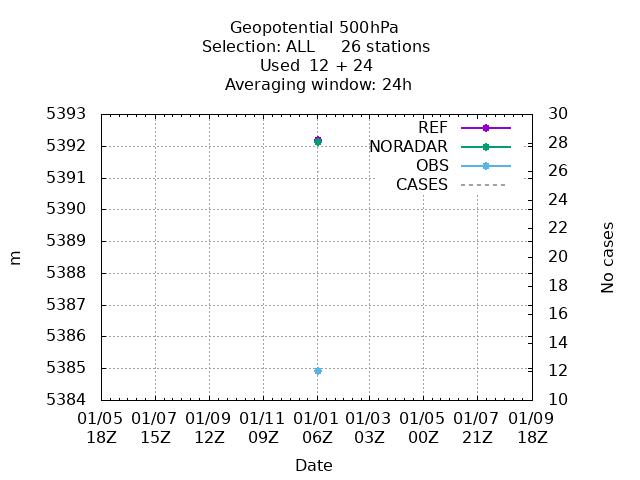 Geopotential 500hPa
Selection: ALL     26 stations
Used  12 + 24
Averaging window: 24h
5393
5392
5391
5390
5389
5388
5387
5386
5385
5384
m
30
28
26
24
22
20
18
16
14
12
10
No cases
REF
NORADAR
OBS
CASES
01/05 01/07 01/09 01/11 01/01 01/03 01/05 01/07 01/09
18Z 15Z 12Z 09Z 06Z 03Z 00Z 21Z 18Z
Date